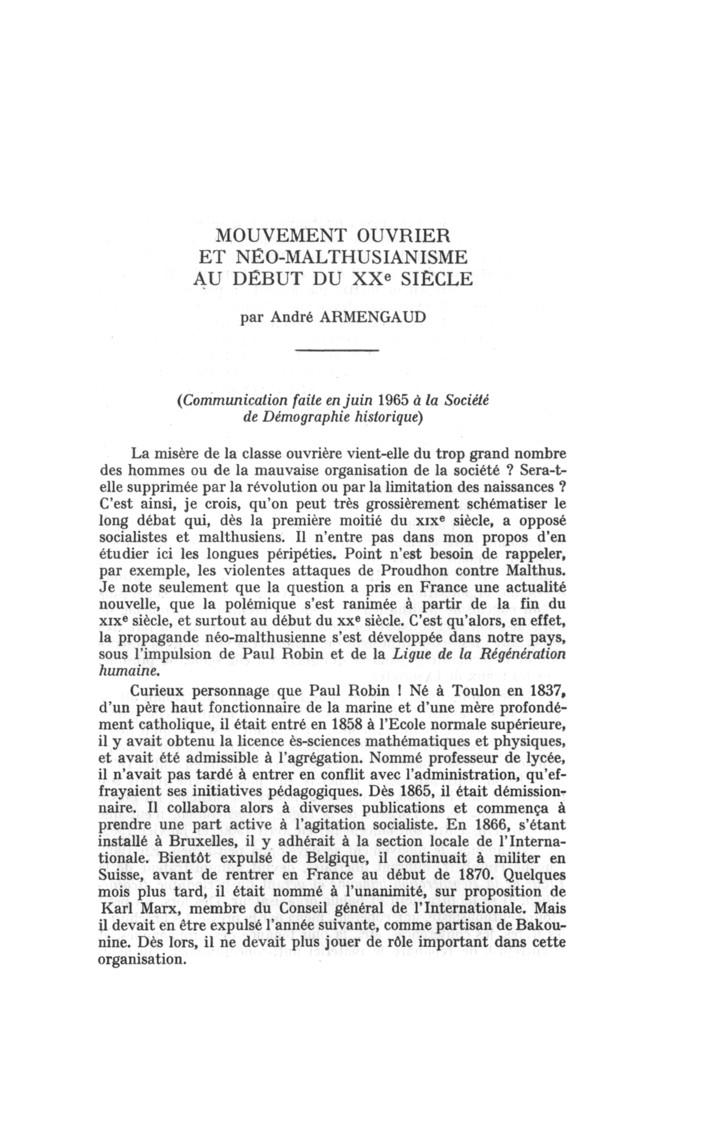 MOUVEMENT OUVRIER
ET NÉO-MALTHUSIANISME
AU DÉBUT DU XXe SIÈCLE
par André ARMENGAUD
(Communication faite en juin 1965 à la Société
de Démographie historique)
La misère de la classe ouvrière vient-elle du trop grand nombre
des hommes ou de la mauvaise organisation de la société ? Sera-t-
elle supprimée par la révolution ou par la limitation des naissances ?
C'est ainsi, je crois, qu'on peut très grossièrement schématiser le
long débat qui, dès la première moitié du XIXe siècle, a opposé
socialistes et malthusiens. Il n'entre pas dans mon propos d'en
étudier ici les longues péripéties. Point n'est besoin de rappeler,
par exemple, les violentes attaques de Proudhon contre Malthus.
Je note seulement que la question a pris en France une actualité
nouvelle, que la polémique s'est ranimée à partir de la fin du
XIXe siècle, et surtout au début du XXe siècle. C'est qu'alors, en effet,
la propagande néo-malthusienne s'est développée dans notre pays,
sous l'impulsion de Paul Robin et de la Ligue de la Régénération
humaine.
Curieux personnage que Paul Robin ! Né à Toulon en 1837,
d'un père haut fonctionnaire de la marine et d'une mère profondé-
ment catholique, il était entré en 1858 à l'Ecole normale supérieure,
il y avait obtenu la licence ès-sciences mathématiques et physiques,
et avait été admissible à l'agrégation. Nommé professeur de lycée,
il n'avait pas tardé à entrer en conflit avec l'administration, qu'ef-
frayaient ses initiatives pédagogiques. Dès 1865, il était démission-
naire. Il collabora alors à diverses publications et commença à
prendre une part active à l'agitation socialiste. En 1866, s'étant
installé à Bruxelles, il y adhérait à la section locale de l'Interna-
tionale. Bientôt expulsé de Belgique, il continuait à militer en
Suisse, avant de rentrer en France au début de 1870. Quelques
mois plus tard, il était nommé à l'unanimité, sur proposition de
Karl Marx, membre du Conseil général de l'Internationale. Mais
il devait en être expulsé l'année suivante, comme partisan de Bakou-
nine. Dès lors, il ne devait plus jouer de rôle important dans cette
organisation.